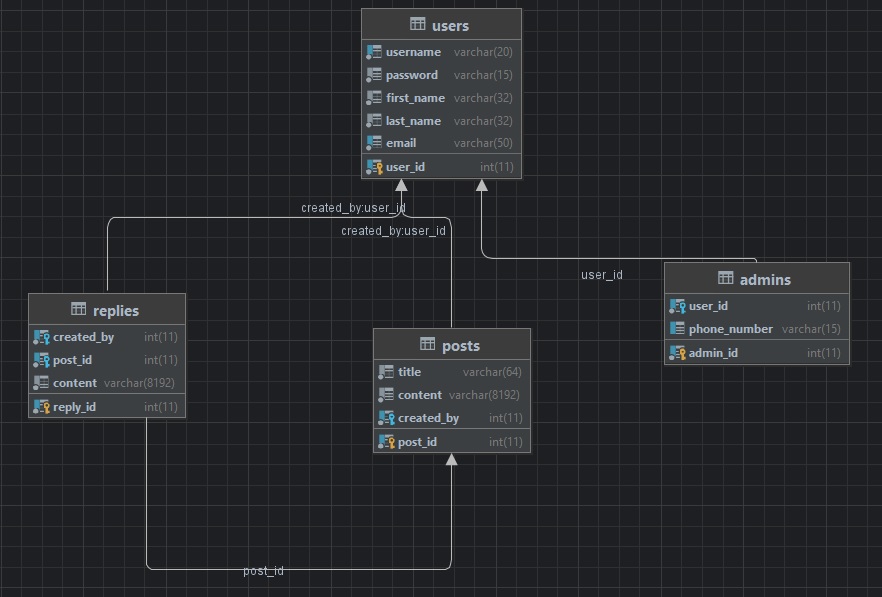 users
username varchar(20)
password varchar(15)
first_name varchar(32)
last_name varchar(32)
email varchar(50)
user_id int(11)
created_by:user_id
created_by:user_id
user_id
admins
user_id int(11)
phone_number varchar(15)
admin_id int(11)
replies
created_by int(11)
post_id int(11)
content varchar(8192)
reply_id int(11)
posts
title varchar(64)
content varchar(8192)
created_by int(11)
post_id int(11)
post_id